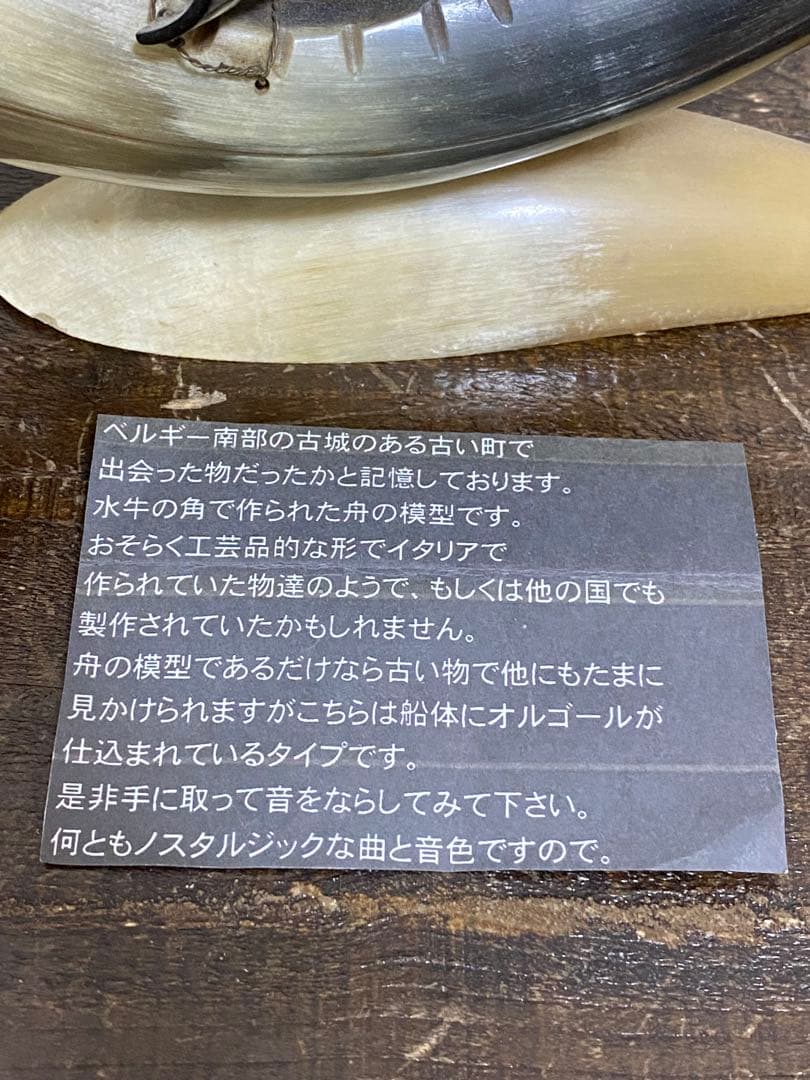 ベルギー南部の古城のある古い町で
出会った物だったかと記憶しております。
水牛の角で作られた舟の模型です。
おそらく工芸品的な形でイタリアで
作られていた物達のようで、もしくは他の国でも
製作されていたかもしれません。
舟の模型であるだけなら古い物で他にもたまに
見かけられますがこちらは船体にオルゴールが
仕込まれているタイプです。
是非手に取って音をならしてみて下さい。
何ともノスタルジックな曲と音色ですので。